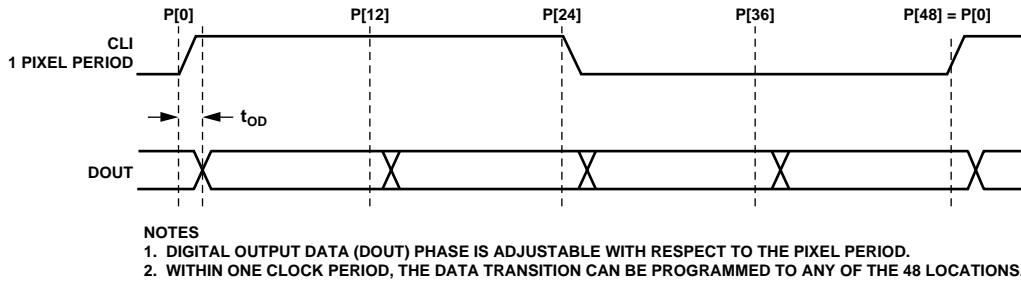 P[0] P[12] P[24] P[36] P[48] = P[0]
CLI
1 PIXEL PERIOD
tOD
DOUT
NOTES
1. DIGITAL OUTPUT DATA (DOUT) PHASE IS ADJUSTABLE WITH RESPECT TO THE PIXEL PERIOD.
2. WITHIN ONE CLOCK PERIOD, THE DATA TRANSITION CAN BE PROGRAMMED TO ANY OF THE 48 LOCATIONS.